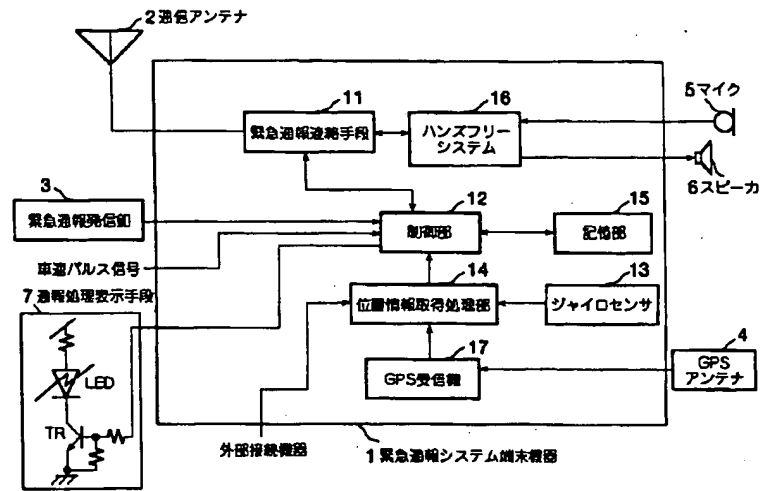 2 通信アンテナ
11
緊急通報連絡手段
16
ハンズフリー
システム
5マイク
6スピーカ
3
緊急通報発信釦
12
制御部
15
記憶部
車速パルス信号
14
位置情報取得処理部
13
ジャイロセンサ
7 通報処理表示手段
LED
TR
17
GPS受信機
4
GPS
アンテナ
外部接続機器
1 緊急通報システム端末機器